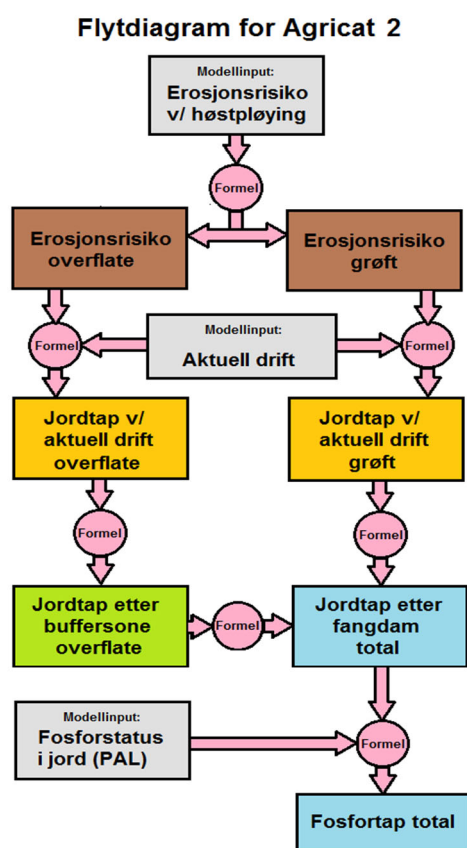 Flytdiagram for Agricat 2
Modellinput:
Erosjonsrisiko
v/ høstpløying
Formel
Erosjonsrisiko
overflate
Erosjonsrisiko
grøft
Formel
Modellinput:
Aktuell drift
Formel
Jordtap v/
aktuell drift
overflate
Jordtap v/
aktuell drift
grøft
Formel
Formel
Jordtap etter
buffersone
overflate
Formel
Jordtap etter
fangdam
total
Modellinput:
Fosforstatus
i jord (PAL)
Formel
Fosfortap total